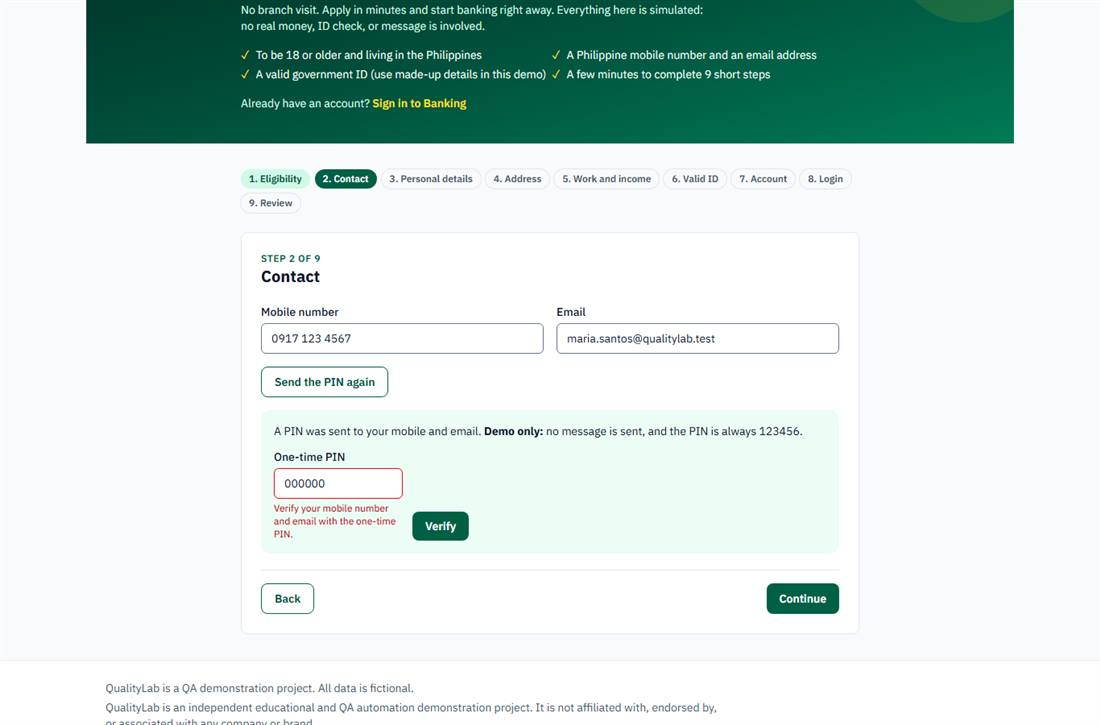 No branch visit. Apply in minutes and start banking right away. Everything here is simulated:
no real money, ID check, or message is involved.
✓ To be 18 or older and living in the Philippines
✓ A Philippine mobile number and an email address
✓ A valid government ID (use made-up details in this demo)
✓ A few minutes to complete 9 short steps
Already have an account? Sign in to Banking
1. Eligibility
2. Contact
3. Personal details
4. Address
5. Work and income
6. Valid ID
7. Account
8. Login
9. Review
STEP 2 OF 9
Contact
Mobile number
Email
0917 123 4567
maria.santos@qualitylab.test
Send the PIN again
A PIN was sent to your mobile and email. Demo only: no message is sent, and the PIN is always 123456.
One-time PIN
000000
Verify your mobile number
and email with the one-time
PIN.
Verify
Back
Continue
QualityLab is a QA demonstration project. All data is fictional.
QualityLab is an independent educational and QA automation demonstration project. It is not affiliated with, endorsed by,
or associated with any company or brand.